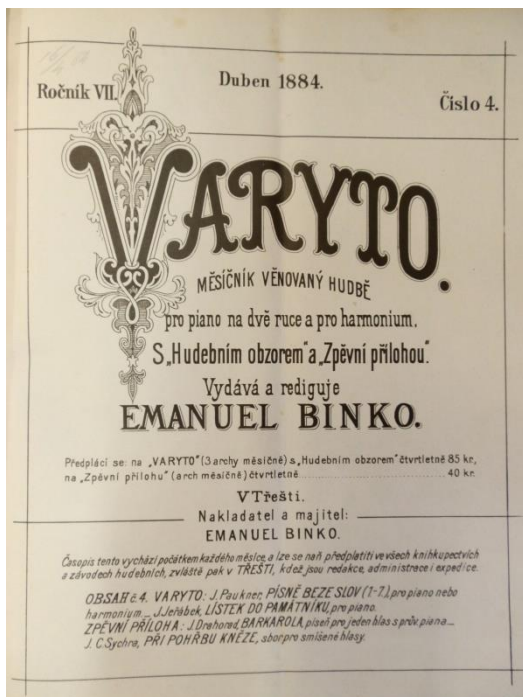 Ročník VII.
Duben 1884.
Číslo 4.
VARYTO.
MĚSÍČNÍK VĚNOVANÝ HUDBĚ
pro piano na dvě ruce a pro harmonium.
S „Hudebním obzorem" a „Zpěvní přílohou".
Vydává a rediguje
EMANUEL BINKO.
Předplácí se: na „VARYTO" (3 archy měsíčně) s „Hudebním obzorem" čtvrtletně 85 kr.,
na „Zpěvní přílohu" (arch měsíčně) čtvrtletně........................ 40 kr.
V Třešti.
Nakladatel a majitel:
EMANUEL BINKO.
Časopis tento vychází počátkem každého měsíce, a lze se naň předplatiti ve všech knihkupectvích
a závodech hudebních, zvláště pak v TŘEŠTI, kdež jsou redakce, administrace i expedice.
OBSAH č. 4. VARYTO: J. Paukner, PÍSNĚ BEZE SLOV (1-7), pro piano nebo
harmonium._ J. Jeřábek, LÍSTEK DO PAMÁTNÍKU, pro piano.
ZPĚVNÍ PŘÍLOHA: J. Drahorad, BARKAROLA, píseň pro jeden hlas s prův. piana._
J. C. Sychra, PŘI POHŘBU KNĚZE, sbor pro smíšené hlasy.